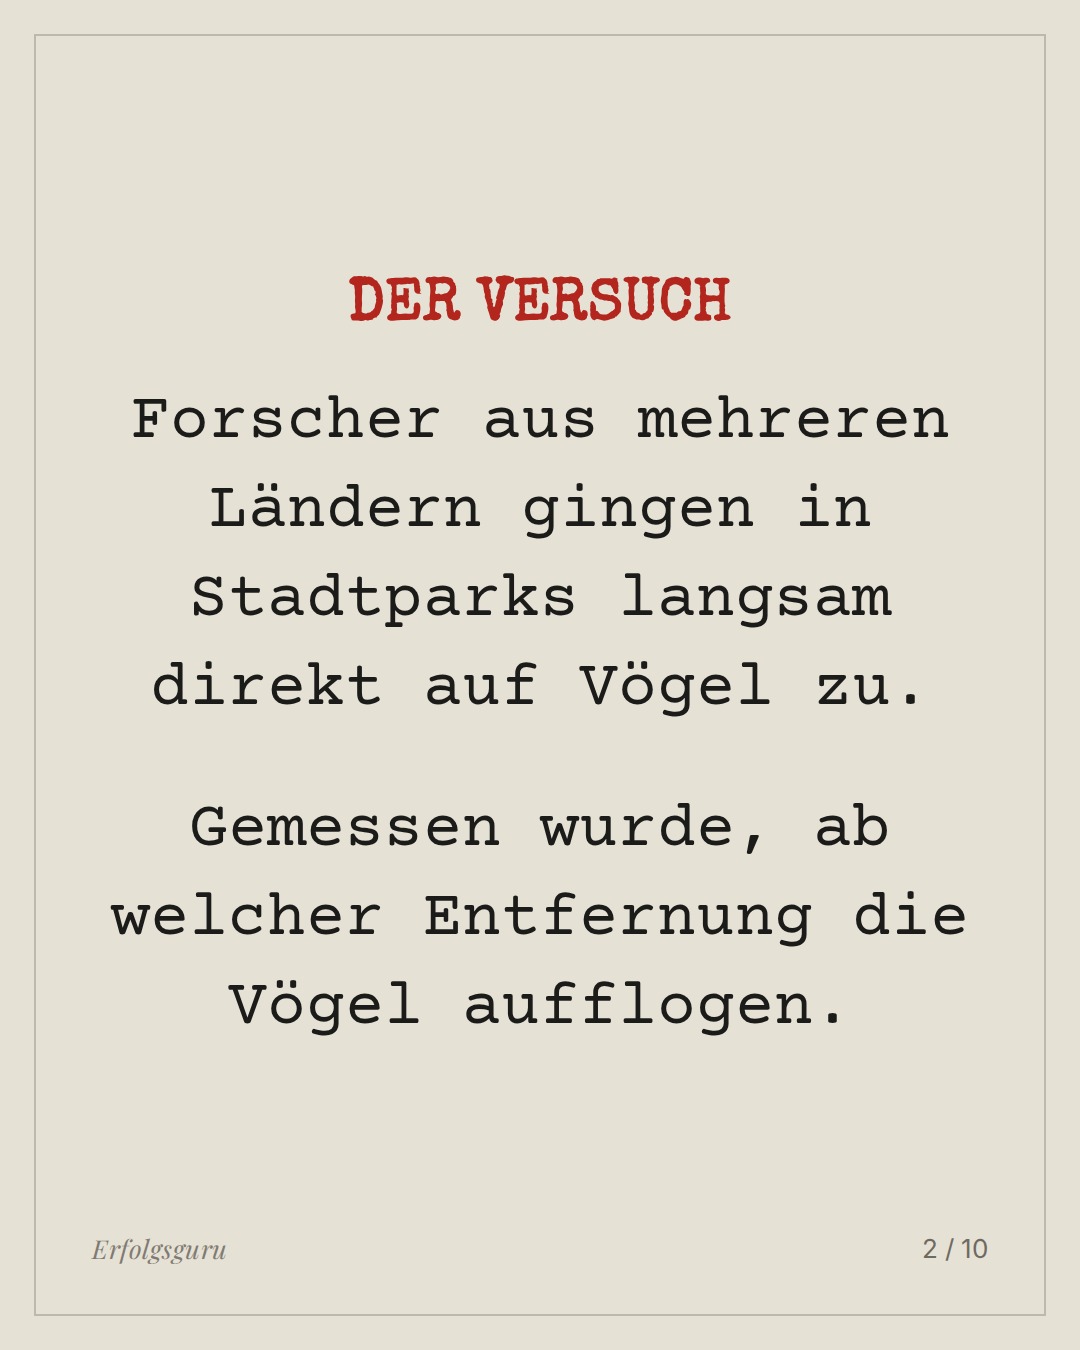 DER VERSUCH
Forscher aus mehreren
Ländern gingen in
Stadtparks langsam
direkt auf Vögel zu.
Gemessen wurde, ab
welcher Entfernung die
Vögel aufflogen.
Erfolgsguru
2 / 10